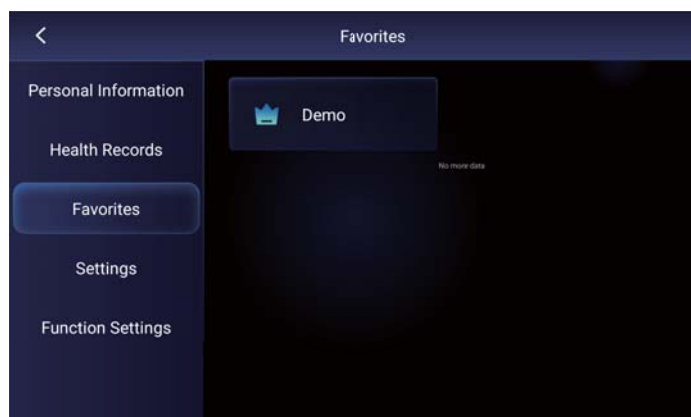 Favorites
Personal Information
Health Records
Favorites
Settings
Function Settings
Demo
No more data